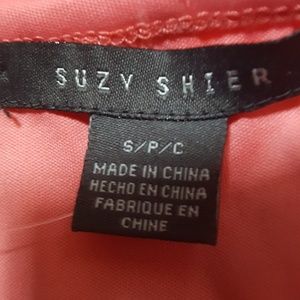 SUZY SHIER
S/P/C
MADE IN CHINA
HECHO EN CHINA
FABRIQUE EN
CHINE